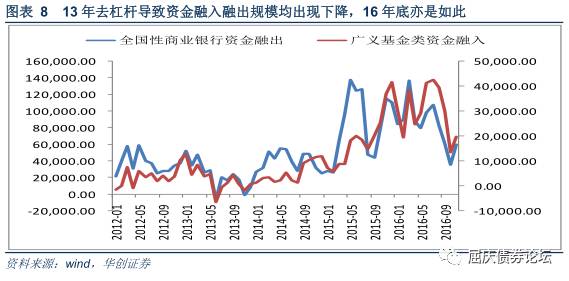 图表 8 13 年去杠杆导致资金融入融出规模均出现下降，16 年底亦是如此
全国性商业银行资金融出 广义基金类资金融入
160,000.00 50,000.00
140,000.00 40,000.00
120,000.00
100,000.00 30,000.00
80,000.00 20,000.00
60,000.00
40,000.00 10,000.00
20,000.00 0.00
0.00
-20,000.00 -10,000.00
2012-01 2012-05 2012-09 2013-01 2013-05 2013-09 2014-01 2014-05 2014-09 2015-01 2015-05 2015-09 2016-01 2016-05 2016-09
屈庆债券论坛
资料来源：wind，华创证券